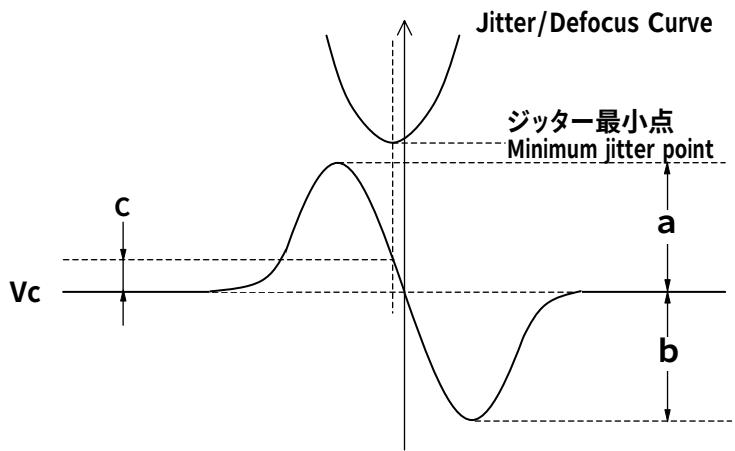 Jitter/Defocus Curve
ジッター最小点
Minimum jitter point
C
a
Vc
b